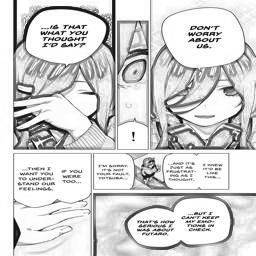 DON'T
WORRY
ABOUT
US.
!
...IS THAT
WHAT YOU
THOUGHT
I'D SAY?
I KNEW
IT'D BE
LIKE
THIS...
...AND
IT'S JUST
AS
FRUSTRAT-
ING AS I
THOUGHT.
I'M SORRY.
IT'S NOT
YOUR FAULT,
YOTSUBA...
...BUT I
CAN'T KEEP
MY EMO-
TIONS IN
CHECK.
THAT'S HOW
SERIOUS I
WAS ABOUT
FUTARO.
IF YOU
WERE
TOO...
...THEN I
WANT YOU
TO UNDER-
STAND OUR
FEELINGS.